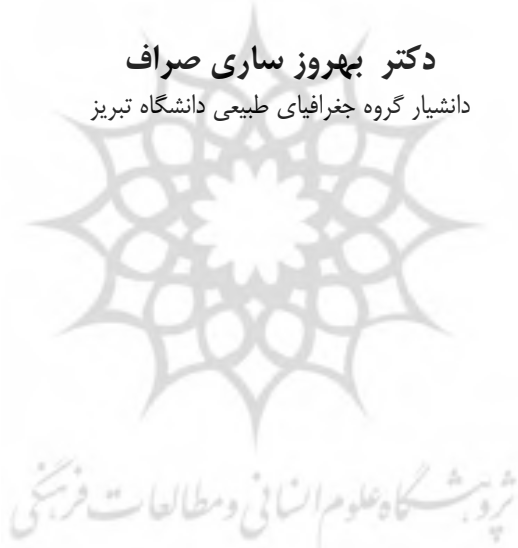 دکتر بهروز ساری صراف
دانشیار گروه جغرافیای طبیعی دانشگاه تبریز
پژوهشگاه علوم انسانی و مطالعات فرهنگی